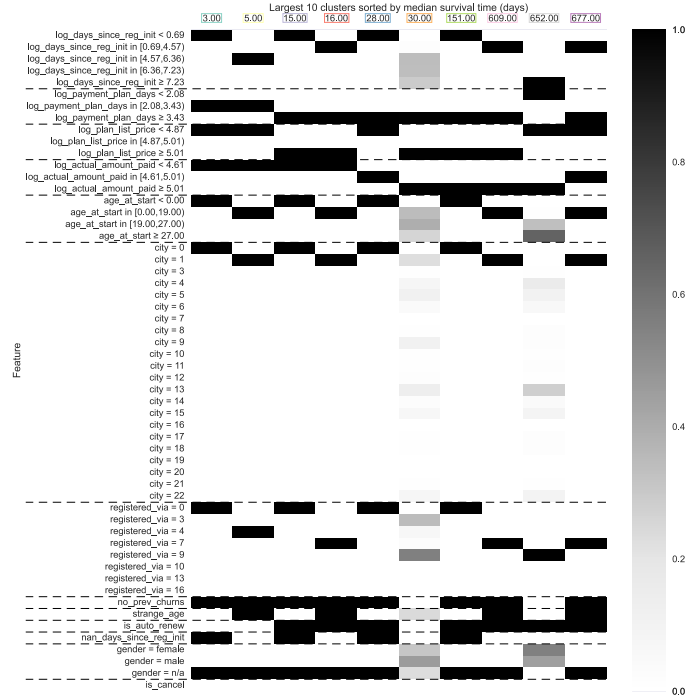 Largest 10 clusters sorted by median survival time (days)
3.00 5.00 15.00 16.00 28.00 30.00 151.00 609.00 652.00 677.00
log_days_since_reg_init < 0.69
log_days_since_reg_init in [0.69,4.57)
log_days_since_reg_init in [4.57,6.36)
log_days_since_reg_init in [6.36,7.23)
log_days_since_reg_init ≥ 7.23
log_payment_plan_days < 2.08
log_payment_plan_days in [2.08,3.43)
log_payment_plan_days ≥ 3.43
log_plan_list_price < 4.87
log_plan_list_price in [4.87,5.01)
log_plan_list_price ≥ 5.01
log_actual_amount_paid < 4.61
log_actual_amount_paid in [4.61,5.01)
log_actual_amount_paid ≥ 5.01
age_at_start < 0.00
age_at_start in [0.00,19.00)
age_at_start in [19.00,27.00)
age_at_start ≥ 27.00
city = 0
city = 1
city = 3
city = 4
city = 5
city = 6
city = 7
city = 8
city = 9
city = 10
city = 11
city = 12
city = 13
city = 14
city = 15
city = 16
city = 17
city = 18
city = 19
city = 20
city = 21
city = 22
registered_via = 0
registered_via = 3
registered_via = 4
registered_via = 7
registered_via = 9
registered_via = 10
registered_via = 13
registered_via = 16
no_prev_churns
strange_age
is_auto_renew
nan_days_since_reg_init
gender = female
gender = male
gender = n/a
is_cancel
Feature
1.0
0.8
0.6
0.4
0.2
0.0